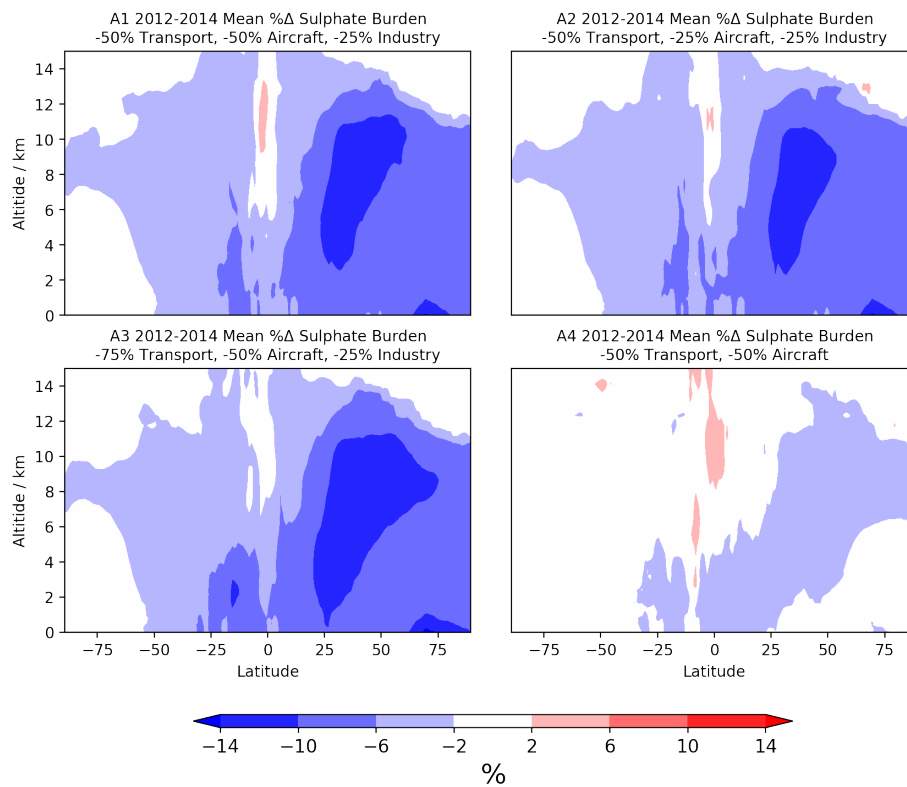 A1 2012-2014 Mean %Δ Sulphate Burden
-50% Transport, -50% Aircraft, -25% Industry
A2 2012-2014 Mean %Δ Sulphate Burden
-50% Transport, -25% Aircraft, -25% Industry
14
12
10
8
6
4
2
0
Altitide / km
A3 2012-2014 Mean %Δ Sulphate Burden
-75% Transport, -50% Aircraft, -25% Industry
A4 2012-2014 Mean %Δ Sulphate Burden
-50% Transport, -50% Aircraft
14
12
10
8
6
4
2
0
Altitide / km
−75 −50 −25 0 25 50 75
Latitude
−75 −50 −25 0 25 50 75
Latitude
−14 −10 −6 −2 2 6 10 14
%